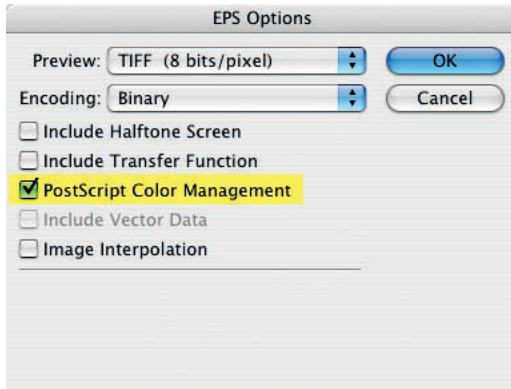 EPS Options
Preview: TIFF (8 bits/pixel) OK
Encoding: Binary Cancel
Include Halftone Screen
Include Transfer Function
PostScript Color Management
Include Vector Data
Image Interpolation